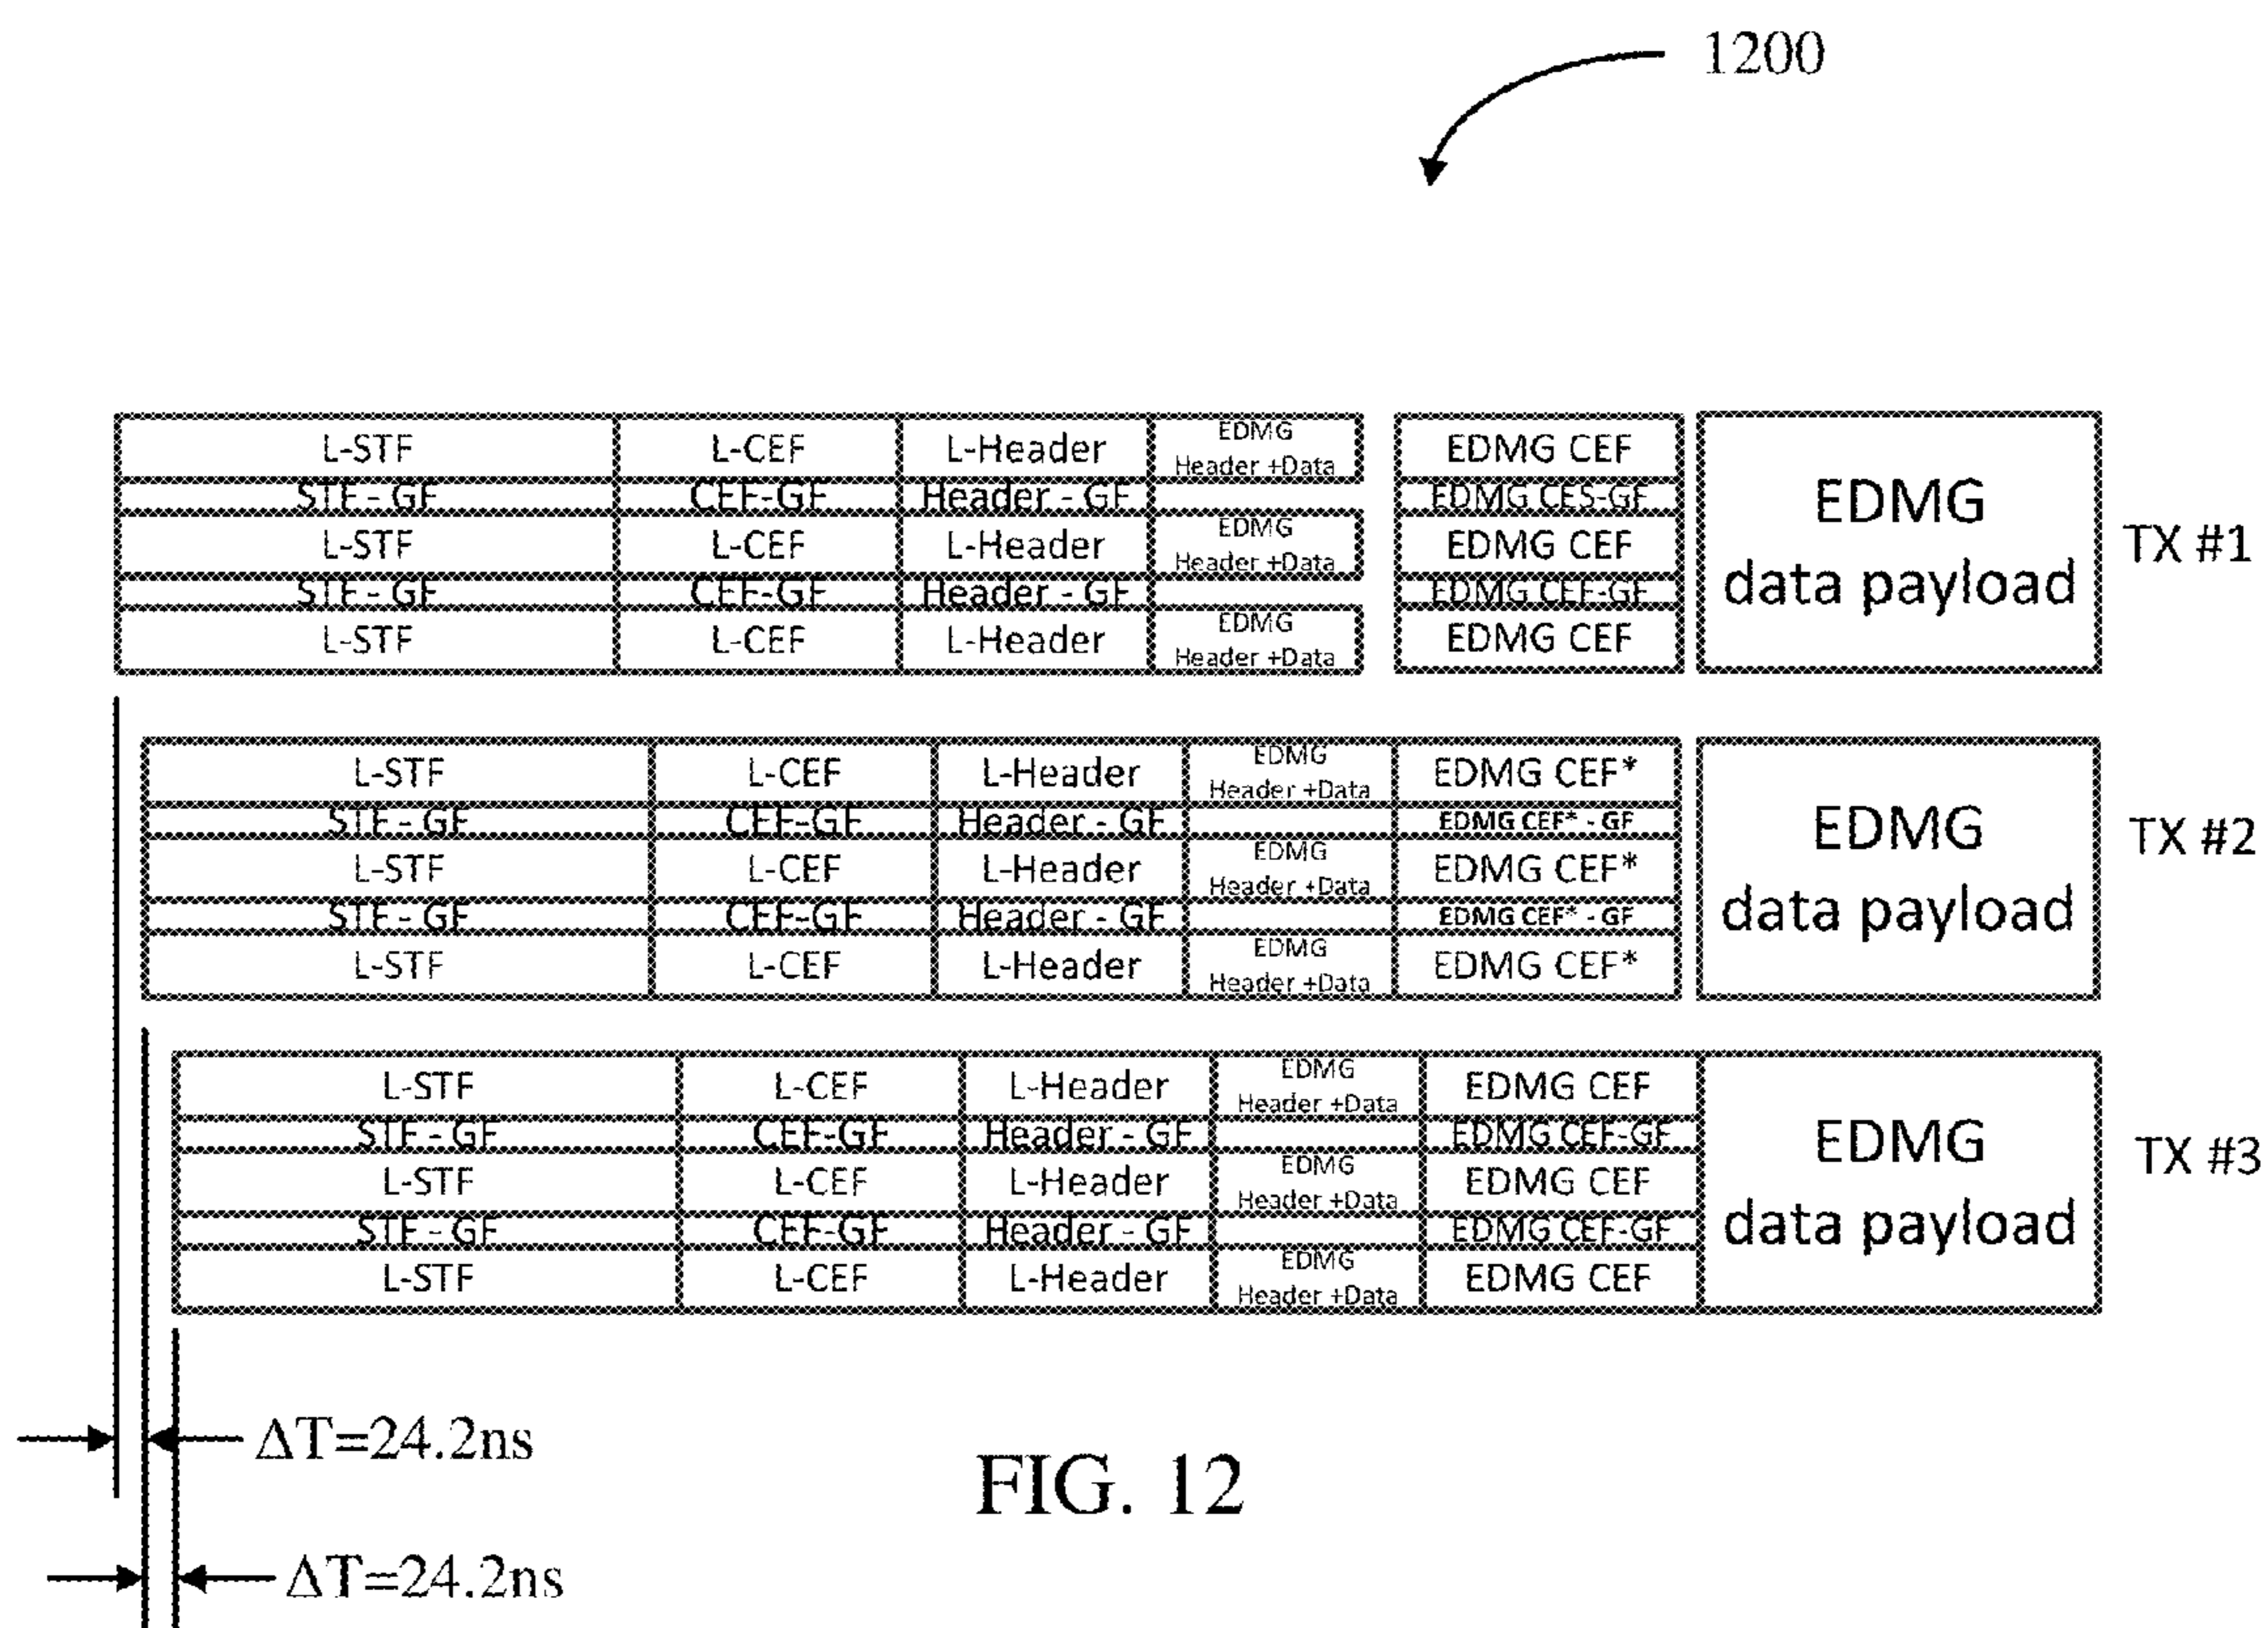 1200
L-STF L-CEF L-Header EDMG Header +Data EDMG CEF
STF - GF CEF-GF Header - GF EDMG CES-GF
L-STF L-CEF L-Header EDMG Header +Data EDMG CEF
STF - GF CEF-GF Header - GF EDMG CEF-GF
L-STF L-CEF L-Header EDMG Header +Data EDMG CEF
EDMG
data payload
TX #1
L-STF L-CEF L-Header EDMG Header +Data EDMG CEF*
STF - GF CEF-GF Header - GF EDMG CEF* - GF
L-STF L-CEF L-Header EDMG Header +Data EDMG CEF*
STF - GF CEF-GF Header - GF EDMG CEF* - GF
L-STF L-CEF L-Header EDMG Header +Data EDMG CEF*
EDMG
data payload
TX #2
L-STF L-CEF L-Header EDMG Header +Data EDMG CEF
STF - GF CEF-GF Header - GF EDMG CEF-GF
L-STF L-CEF L-Header EDMG Header +Data EDMG CEF
STF - GF CEF-GF Header - GF EDMG CEF-GF
L-STF L-CEF L-Header EDMG Header +Data EDMG CEF
EDMG
data payload
TX #3
ΔT=24.2ns
ΔT=24.2ns
FIG. 12